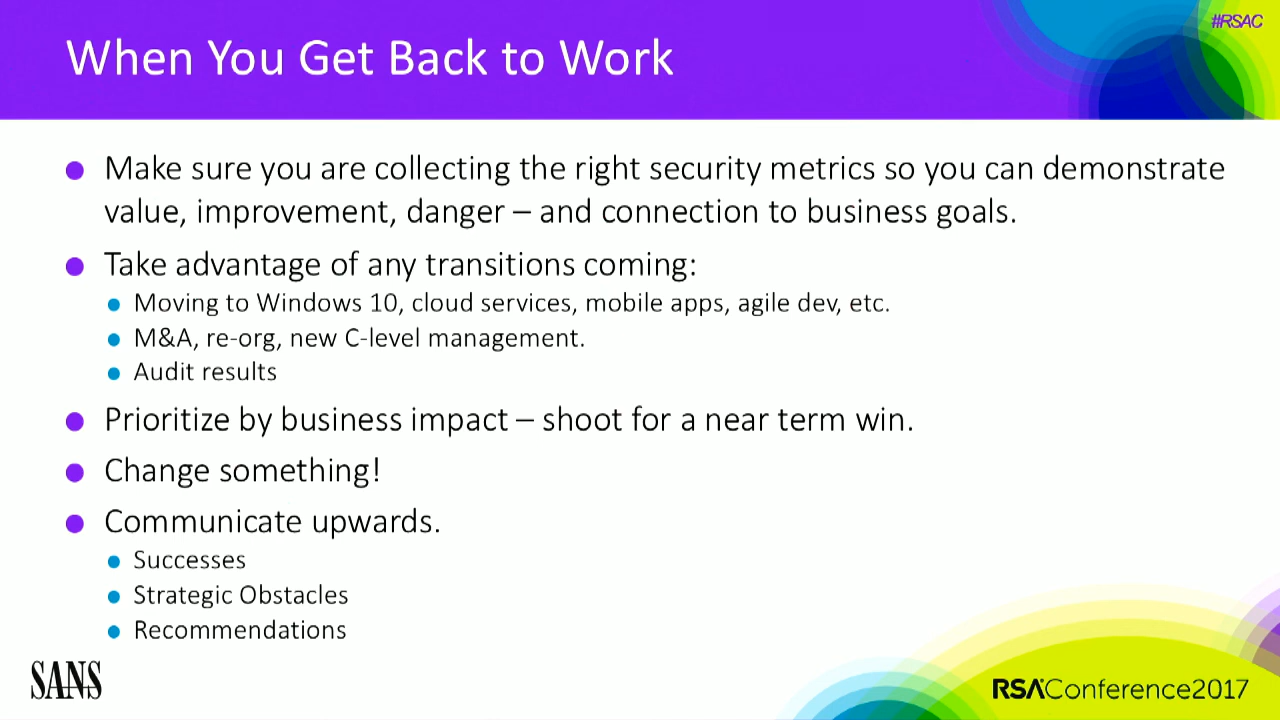 #RSAC
When You Get Back to Work
Make sure you are collecting the right security metrics so you can demonstrate
value, improvement, danger – and connection to business goals.
Take advantage of any transitions coming:
Moving to Windows 10, cloud services, mobile apps, agile dev, etc.
M&A, re-org, new C-level management.
Audit results
Prioritize by business impact – shoot for a near term win.
Change something!
Communicate upwards.
Successes
Strategic Obstacles
Recommendations
SANS
RSAConference2017